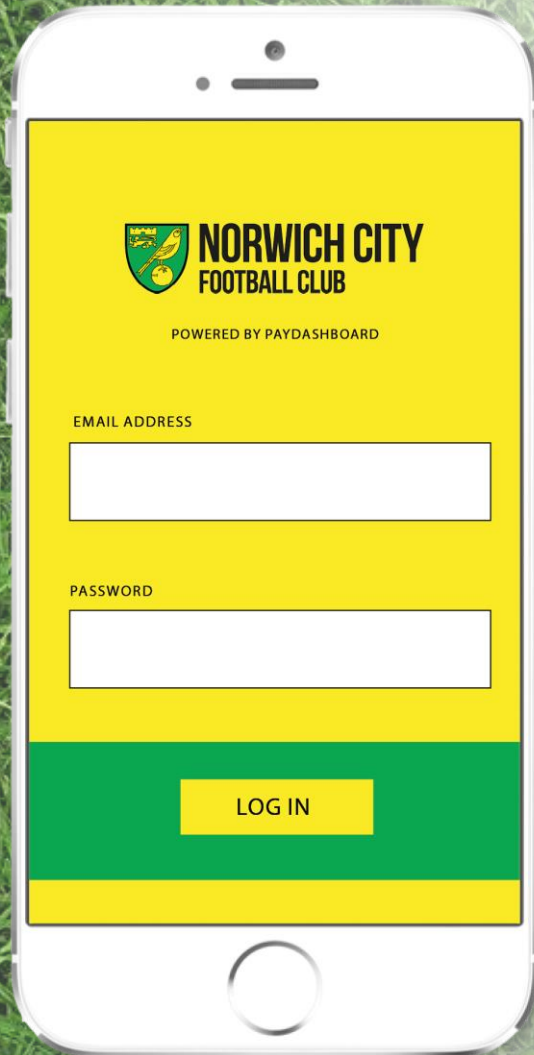 NORWICH CITY
FOOTBALL CLUB
POWERED BY PAYDASHBOARD
EMAIL ADDRESS
PASSWORD
LOG IN